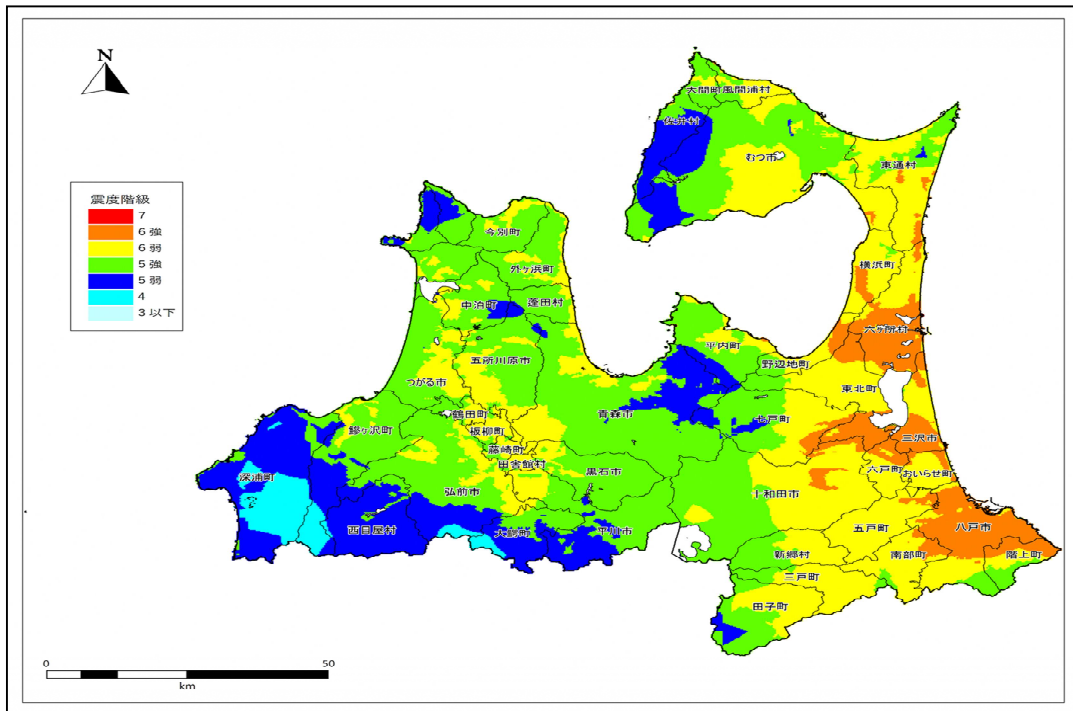 N
大間町
風間浦村
佐井村
むつ市
東通村
震度階級
7
6強
6弱
5強
5弱
4
3以下
今別町
外ヶ浜町
横浜町
中泊町
蓬田村
六ヶ所村
平内町
五所川原市
野辺地町
つがる市
東北町
鶴田町
青森市
七戸町
鰺ヶ沢町
板柳町
三沢市
藤崎町
田舎館村
六戸町
おいらせ町
深浦町
黒石市
弘前市
十和田市
西目屋村
大鰐町
平川市
五戸町
八戸市
新郷村
南部町
階上町
三戸町
田子町
0
50
km